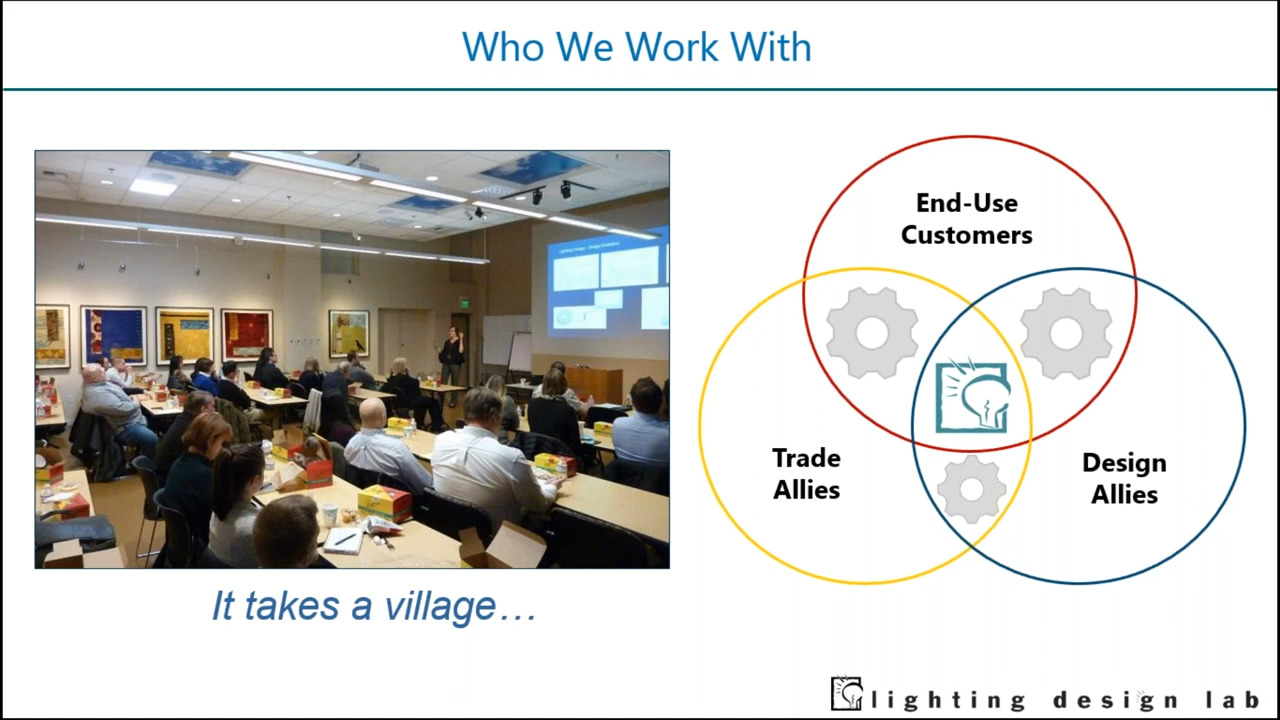 Who We Work With
End-Use
Customers
Trade
Allies
Design
Allies
It takes a village…
lighting design lab